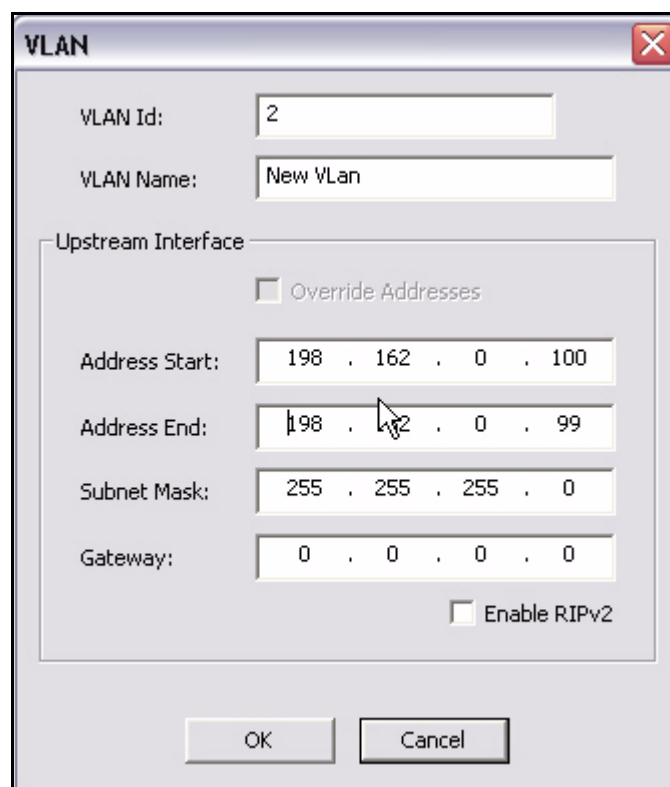 VLAN
VLAN Id: 2
VLAN Name: New VLan
Upstream Interface
Override Addresses
Address Start: 198 . 162 . 0 . 100
Address End: 198 . 2 . 0 . 99
Subnet Mask: 255 . 255 . 255 . 0
Gateway: 0 . 0 . 0 . 0
Enable RIPv2
OK Cancel